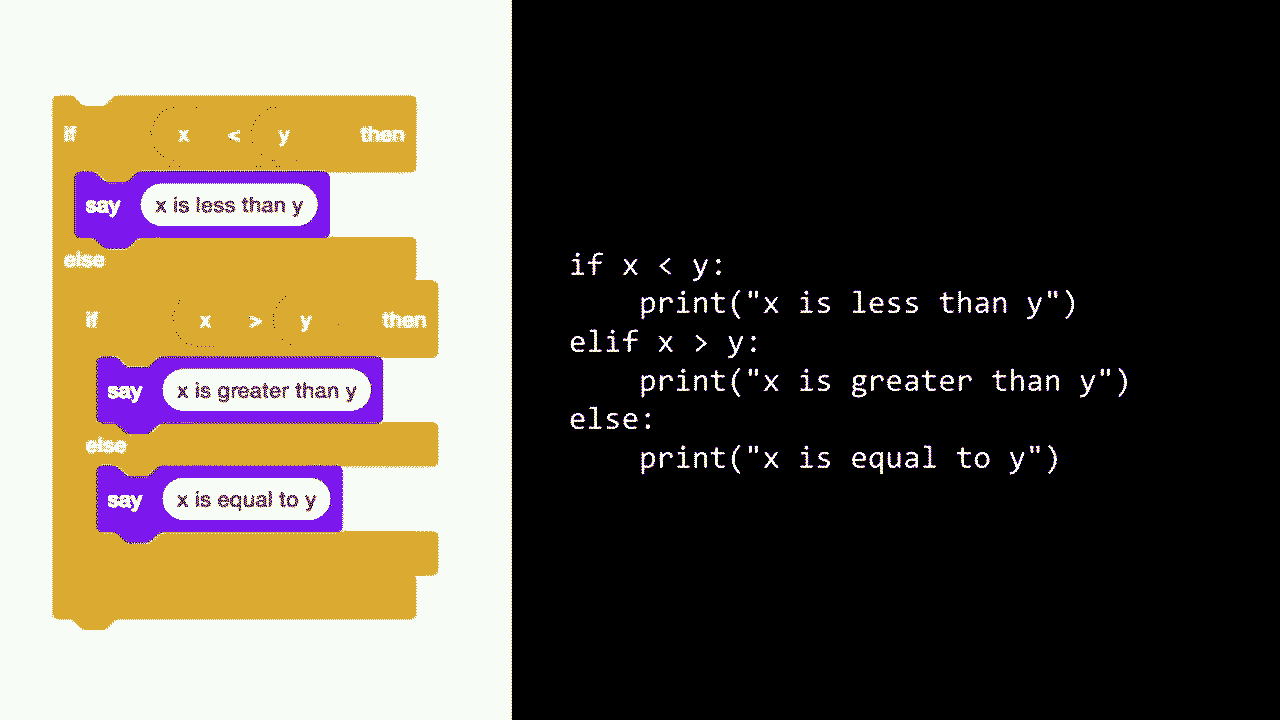 if x < y then
say x is less than y
else
if x > y then
say x is greater than y
else
say x is equal to y
if x < y:
    print("x is less than y")
elif x > y:
    print("x is greater than y")
else:
    print("x is equal to y")